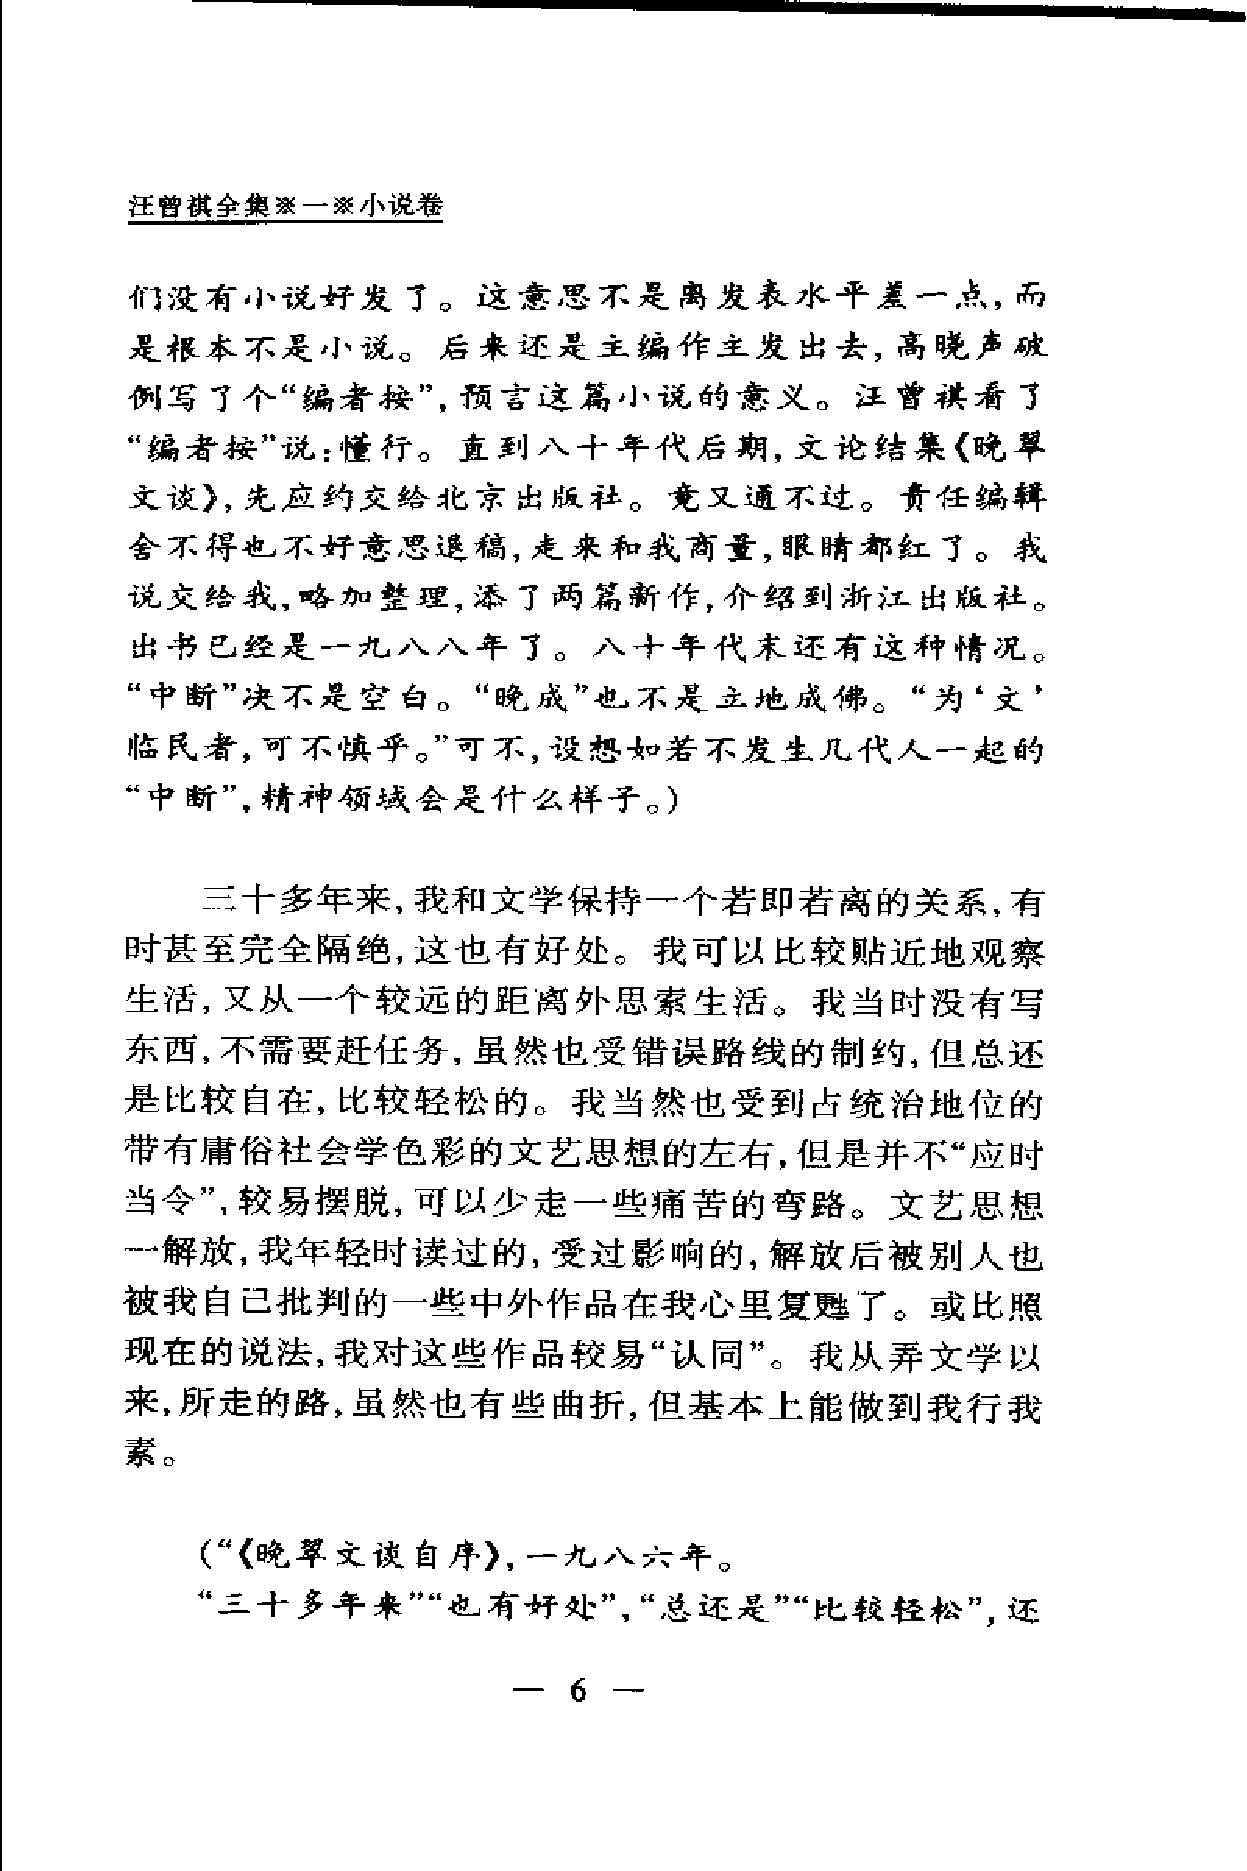 汪曾祺全集※一※小说卷
们没有小说好发了。这意思不是离发表水平差一点,而
是根本不是小说。后来还是主编作主发出去,高晓声破
例写了个“编者按”,预言这篇小说的意义。汪曾祺看了
“编者按”说:懂行。直到八十年代后期,文论结集《晚翠
文谈》,先应约交给北京出版社。竟又通不过。责任编辑
舍不得也不好意思退稿,走来和我商量,眼睛都红了。我
说交给我,略加整理,添了两篇新作,介绍到浙江出版社。
出书已经是一九八八年了。八十年代末还有这种情况。
“中断”决不是空白。“晚成”也不是立地成佛。“为‘文’
临民者,可不慎乎。”可不,设想如若不发生几代人一起的
“中断”,精神领域会是什么样子。)
三十多年来,我和文学保持一个若即若离的关系,有
时甚至完全隔绝,这也有好处。我可以比较贴近地观察
生活,又从一个较远的距离外思索生活。我当时没有写
东西,不需要赶任务,虽然也受错误路线的制约,但总还
是比较自在,比较轻松的。我当然也受到占统治地位的
带有庸俗社会学色彩的文艺思想的左右,但是并不“应时
当令”,较易摆脱,可以少走一些痛苦的弯路。文艺思想
一解放,我年轻时读过的,受过影响的,解放后被别人也
被我自己批判的一些中外作品在我心里复甦了。或比照
现在的说法,我对这些作品较易“认同”。我从弄文学以
来,所走的路,虽然也有些曲折,但基本上能做到我行我
素。
(“《晚翠文谈自序》,一九八六年。
“三十多年来”“也有好处”,“总还是”“比较轻松”,还
— 6 —